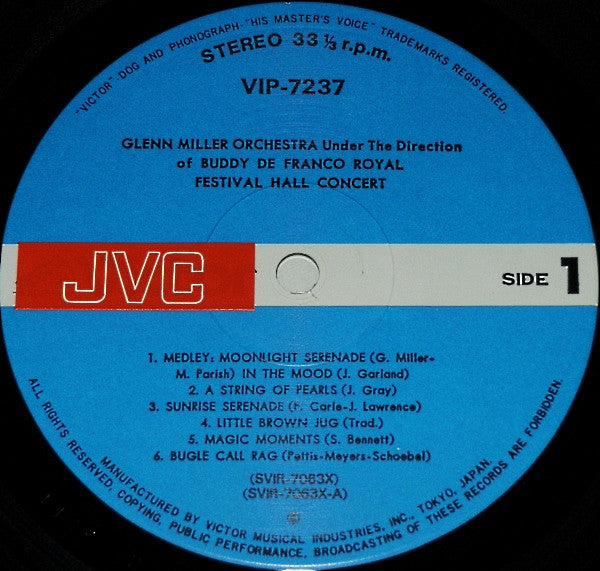 "VICTOR"-DOG AND PHONOGRAPH-"HIS MASTER'S VOICE" TRADEMARKS REGISTERED.
STEREO 33 ⅓ r.p.m.
VIP-7237
GLENN MILLER ORCHESTRA Under The Direction
of BUDDY DE FRANCO ROYAL
FESTIVAL HALL CONCERT
JVC
SIDE 1
1. MEDLEY: MOONLIGHT SERENADE (G. Miller-
M. Parish) IN THE MOOD (J. Garland)
2. A STRING OF PEARLS (J. Gray)
3. SUNRISE SERENADE (F. Carle-J. Lawrence)
4. LITTLE BROWN JUG (Trad.)
5. MAGIC MOMENTS (S. Bennett)
6. BUGLE CALL RAG (Pettis-Meyers-Schoebel)
(SVIR-7063X)
(SVIR-7063X-A)
ALL RIGHTS RESERVED. COPYING, PUBLIC PERFORMANCE, BROADCASTING OF THESE RECORDS ARE FORBIDDEN.
MANUFACTURED BY VICTOR MUSICAL INDUSTRIES, INC., TOKYO, JAPAN.